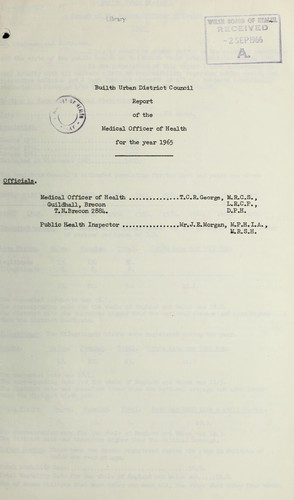 Library
RECEIVED
-2 SEP 1966
A.
Builth Urban District Council
Report
of the
Medical Officer of Health
for the year 1965
Officials.
Medical Officer of Health ..............T.C.R.George, M.R.C.S.,
Guildhall, Brecon L.R.C.P.,
T.N.Brecon 2884. D.P.H.
Public Health Inspector ................Mr.J.E.Morgan, M.P.H.I.A.,
M.R.S.H.